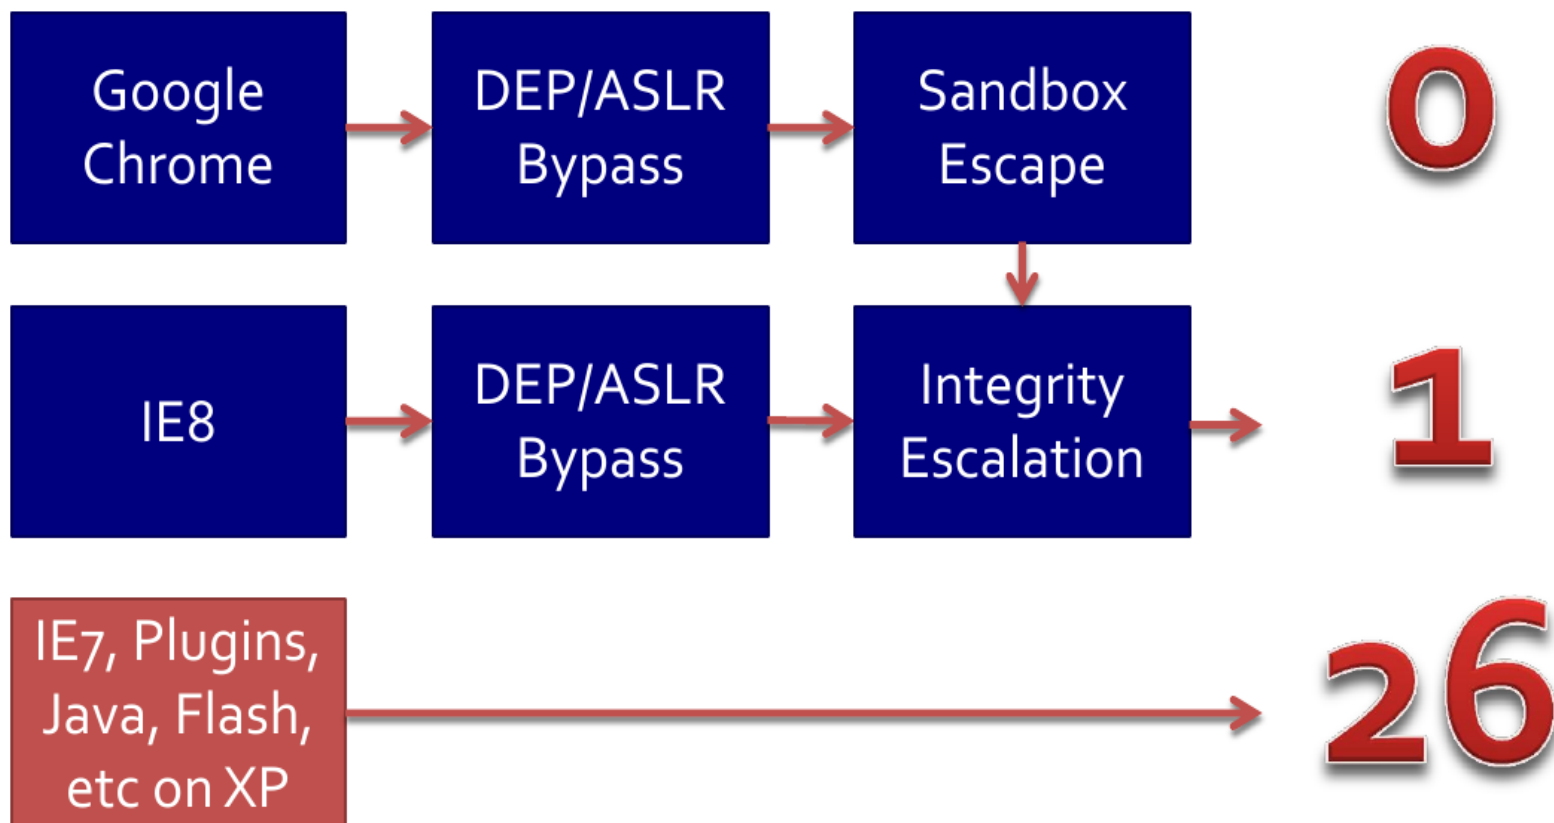 Google
Chrome
DEP/ASLR
Bypass
Sandbox
Escape
0
IE8
DEP/ASLR
Bypass
Integrity
Escalation
1
IE7, Plugins,
Java, Flash,
etc on XP
26